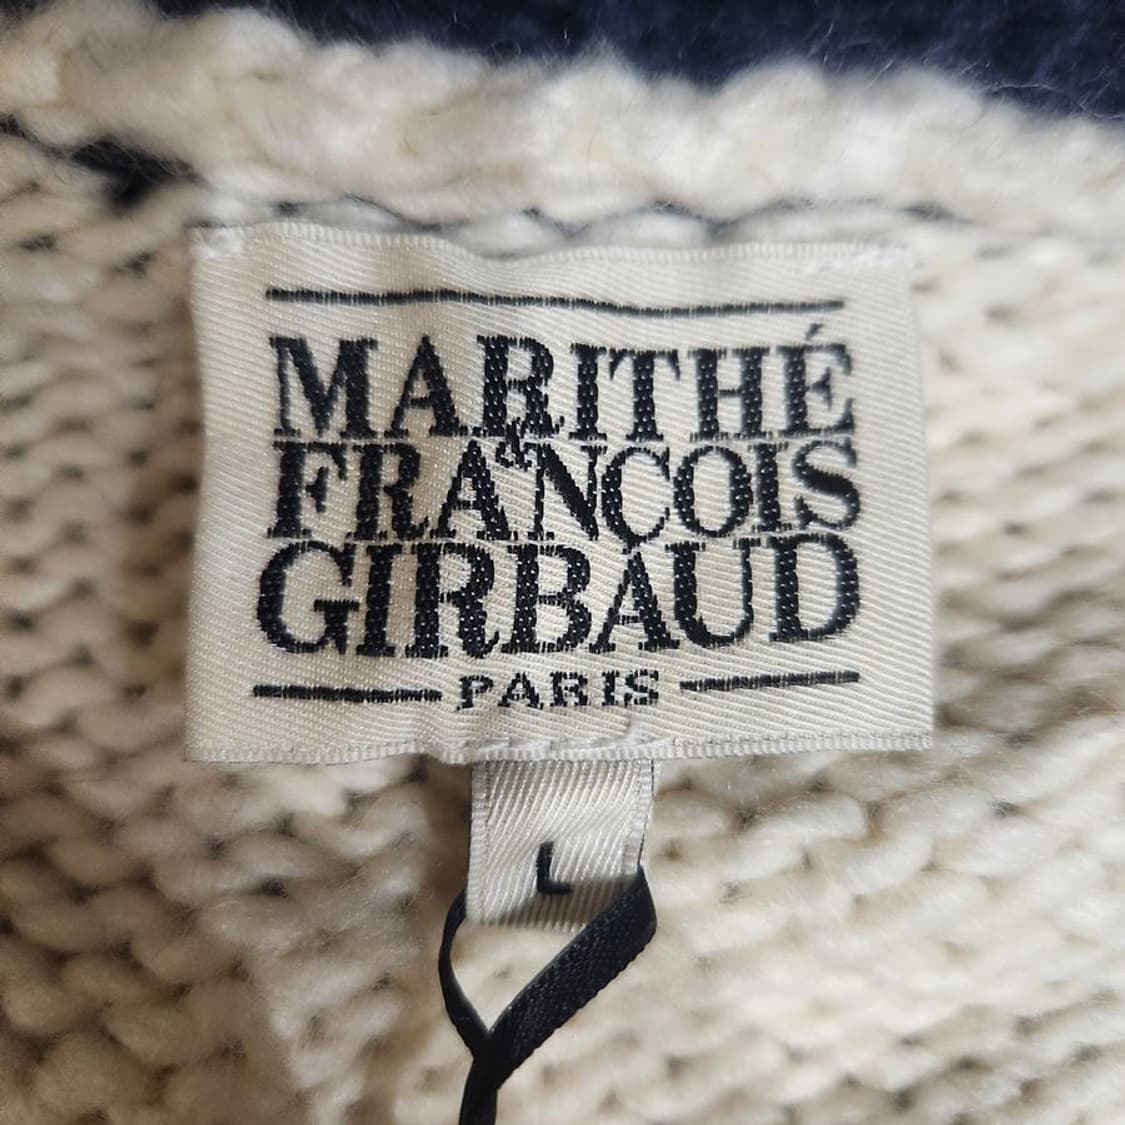 MARITHÉ
&
FRANÇOIS
GIRBAUD
PARIS
L